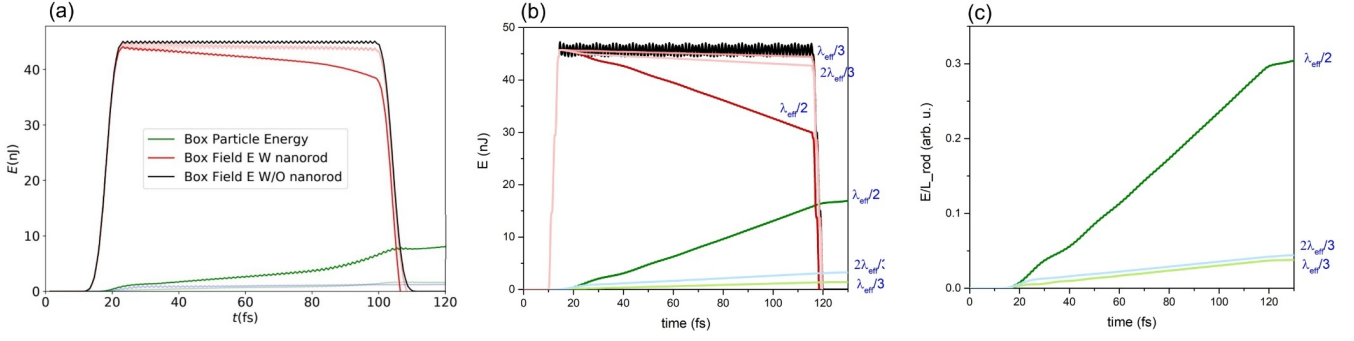 (a)
40
30
20
10
0
E(nJ)
0
20
40
60
80
100
120
t(fs)
Box Particle Energy
Box Field E W nanorod
Box Field E W/O nanorod
(b)
50
40
30
20
10
0
E (nJ)
0
20
40
60
80
100
120
time (fs)
λeff/3
2λeff/3
λeff/2
λeff/2
2λeff/
λeff/3
(c)
0.3
0.2
0.1
0.0
E/L_rod (arb. u.)
0
20
40
60
80
100
120
time (fs)
λeff/2
2λeff/3
λeff/3